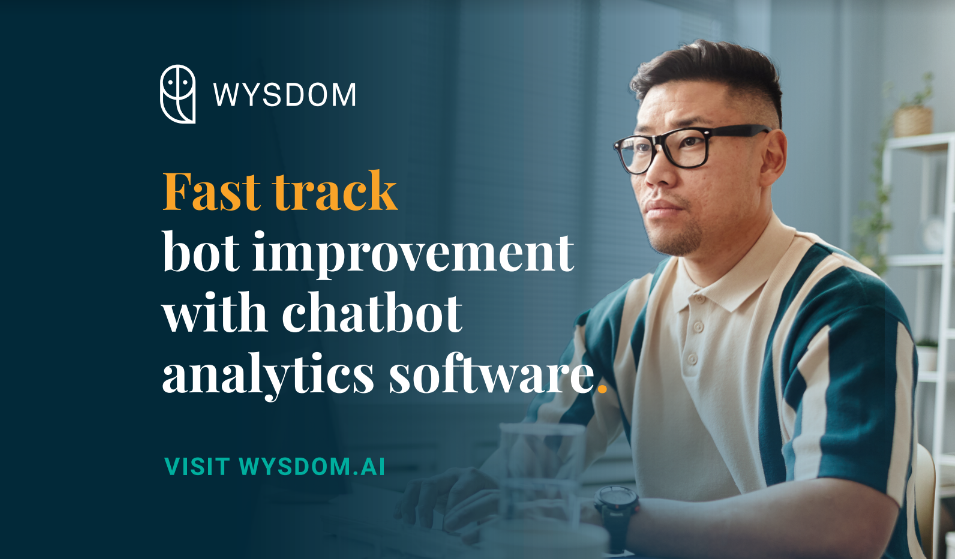 WYSDOM
Fast track
bot improvement
with chatbot
analytics software.
VISIT WYSDOM.AI